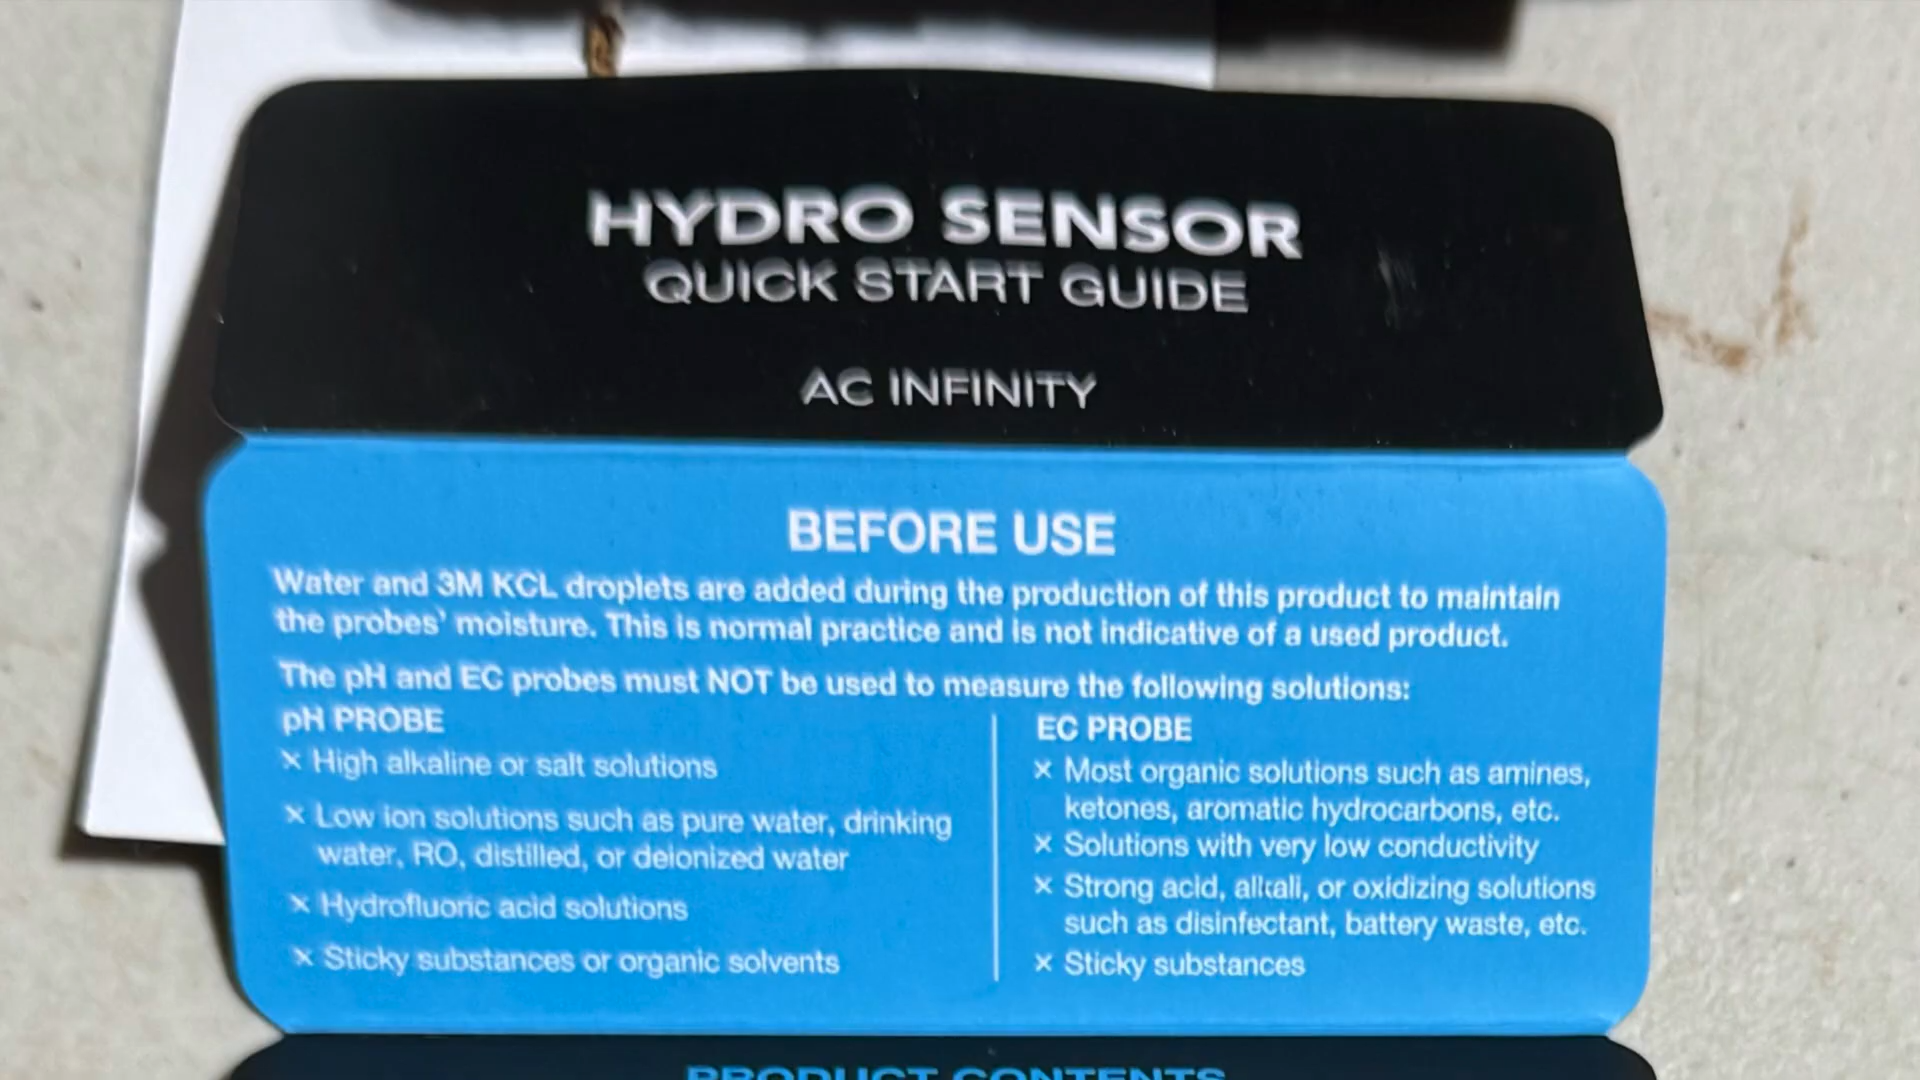 HYDRO SENSOR
QUICK START GUIDE
AC INFINITY
BEFORE USE
Water and 3M KCL droplets are added during the production of this product to maintain
the probes' moisture. This is normal practice and is not indicative of a used product.
The pH and EC probes must NOT be used to measure the following solutions:
pH PROBE
× High alkaline or salt solutions
× Low ion solutions such as pure water, drinking
water, RO, distilled, or deionized water
× Hydrofluoric acid solutions
× Sticky substances or organic solvents
EC PROBE
× Most organic solutions such as amines,
ketones, aromatic hydrocarbons, etc.
× Solutions with very low conductivity
× Strong acid, alkali, or oxidizing solutions
such as disinfectant, battery waste, etc.
× Sticky substances
PRODUCT CONTENTS